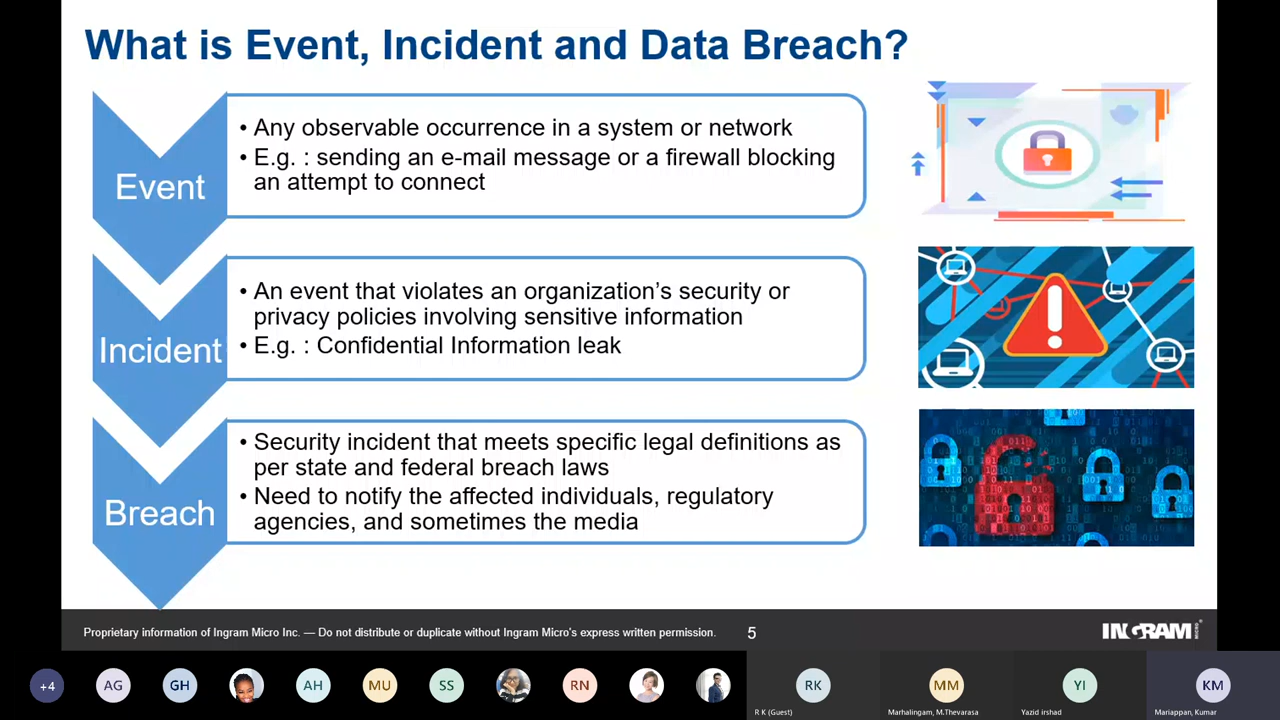 What is Event, Incident and Data Breach?
Event
• Any observable occurrence in a system or network
• E.g. : sending an e-mail message or a firewall blocking
an attempt to connect
Incident
• An event that violates an organization’s security or
privacy policies involving sensitive information
• E.g. : Confidential Information leak
Breach
• Security incident that meets specific legal definitions as
per state and federal breach laws
• Need to notify the affected individuals, regulatory
agencies, and sometimes the media
Proprietary information of Ingram Micro Inc. — Do not distribute or duplicate without Ingram Micro's express written permission.
5
INGRAM MICRO
+4
AG
GH
AH
MU
SS
RN
RK
MM
YI
KM
R K (Guest)
Marhalingam, M.Thevarasa
Yazid irshad
Mariappan, Kumar